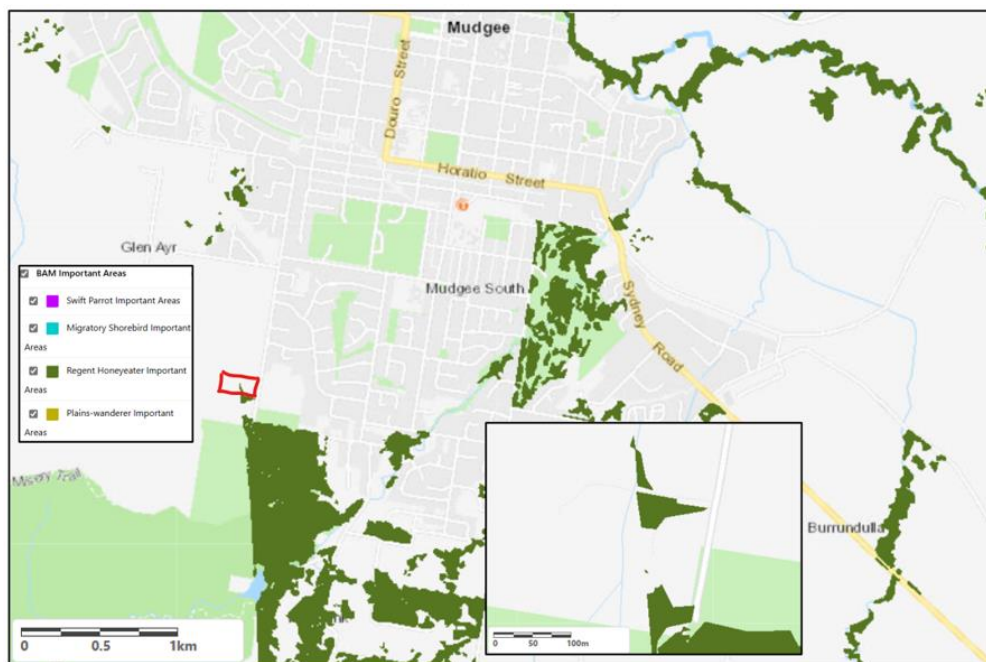 Mudgee
Douro Street
Horatio Street
Glen Ayr
Mudgee South
BAM Important Areas
Swift Parrot Important Areas
Migratory Shorebird Important
Areas
Regent Honeyeater Important
Areas
Plains-wanderer Important
Areas
Sydney Road
Burrundulla
0 0.5 1km
0 50 100m